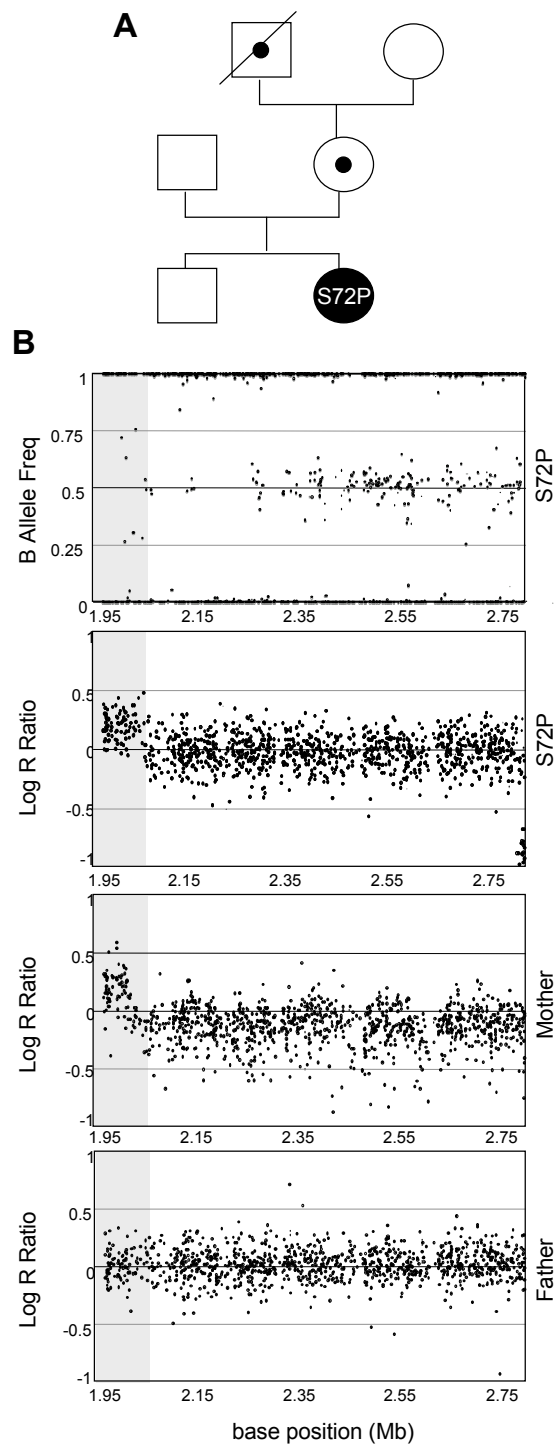 A
S72P
B
1
0.75
0.5
0.25
0
B Allele Freq
S72P
1.95 2.15 2.35 2.55 2.75
1
0.5
0
-0.5
-1
Log R Ratio
S72P
1.95 2.15 2.35 2.55 2.75
1
0.5
0
-0.5
-1
Log R Ratio
Mother
1.95 2.15 2.35 2.55 2.75
1
0.5
0
-0.5
-1
Log R Ratio
Father
1.95 2.15 2.35 2.55 2.75
base position (Mb)